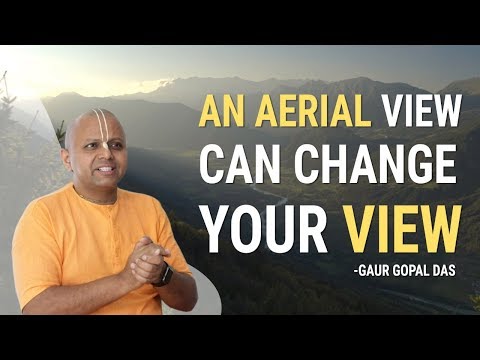 AN AERIAL VIEW
CAN CHANGE
YOUR VIEW
-GAUR GOPAL DAS